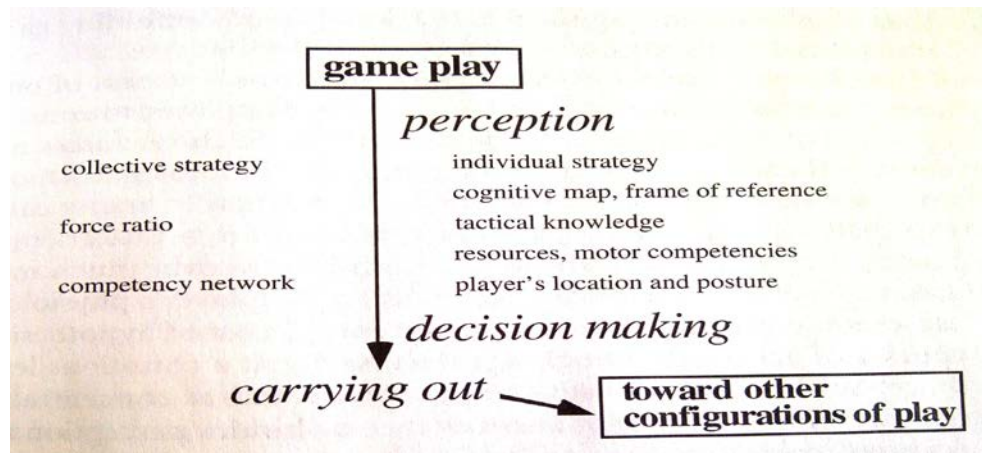 game play
perception
collective strategy
individual strategy
cognitive map, frame of reference
force ratio
tactical knowledge
resources, motor competencies
competency network
player's location and posture
decision making
carrying out
toward other
configurations of play